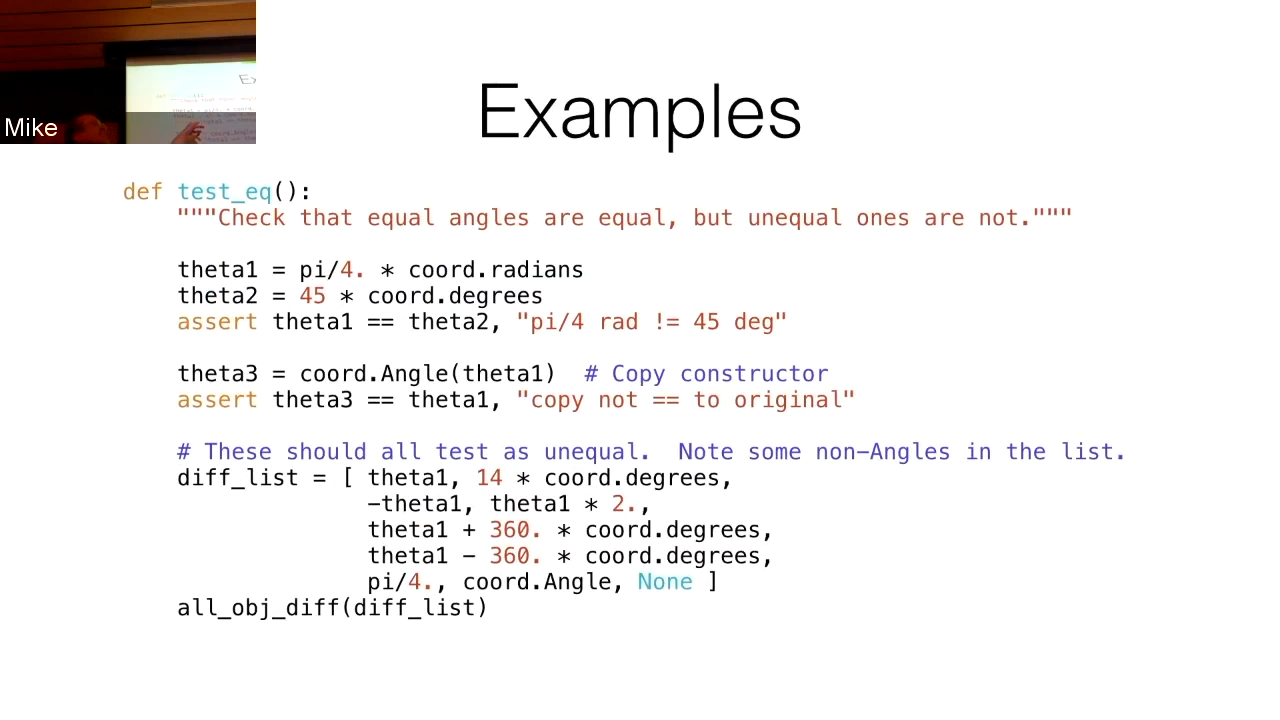 Mike
Examples
def test_eq():
"""Check that equal angles are equal, but unequal ones are not."""
theta1 = pi/4. * coord.radians
theta2 = 45 * coord.degrees
assert theta1 == theta2, "pi/4 rad != 45 deg"
theta3 = coord.Angle(theta1)  # Copy constructor
assert theta3 == theta1, "copy not == to original"
# These should all test as unequal.  Note some non-Angles in the list.
diff_list = [ theta1, 14 * coord.degrees,
-theta1, theta1 * 2.,
theta1 + 360. * coord.degrees,
theta1 - 360. * coord.degrees,
pi/4., coord.Angle, None ]
all_obj_diff(diff_list)